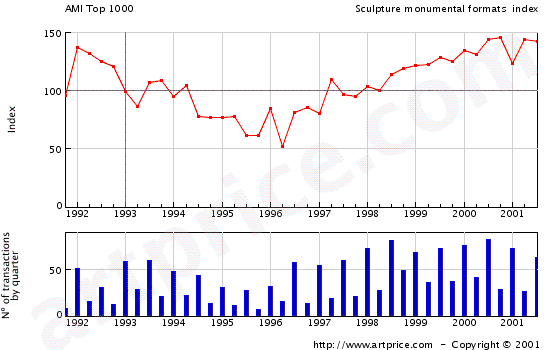 AMI Top 1000 Sculpture monumental formats index
150
100
50
0
Index
1992 1993 1994 1995 1996 1997 1998 1999 2000 2001
50
N° of transactions
by quarter
1992 1993 1994 1995 1996 1997 1998 1999 2000 2001
artprice.com
http://www.artprice.com - Copyright © 2001